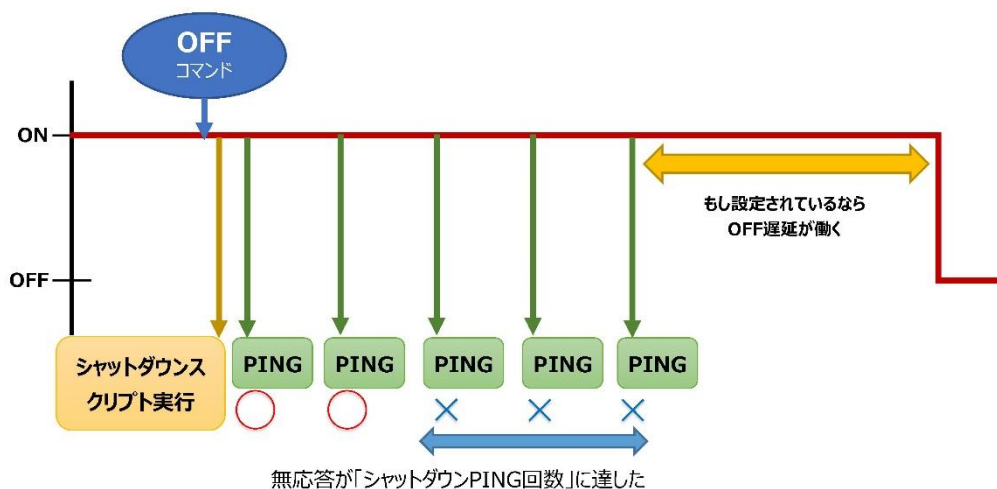 OFF
コマンド
ON
もし設定されているなら
OFF遅延が働く
OFF
シャットダウンス
クリプト実行
PING
PING
PING
PING
PING
無応答が「シャットダウンPING回数」に達した